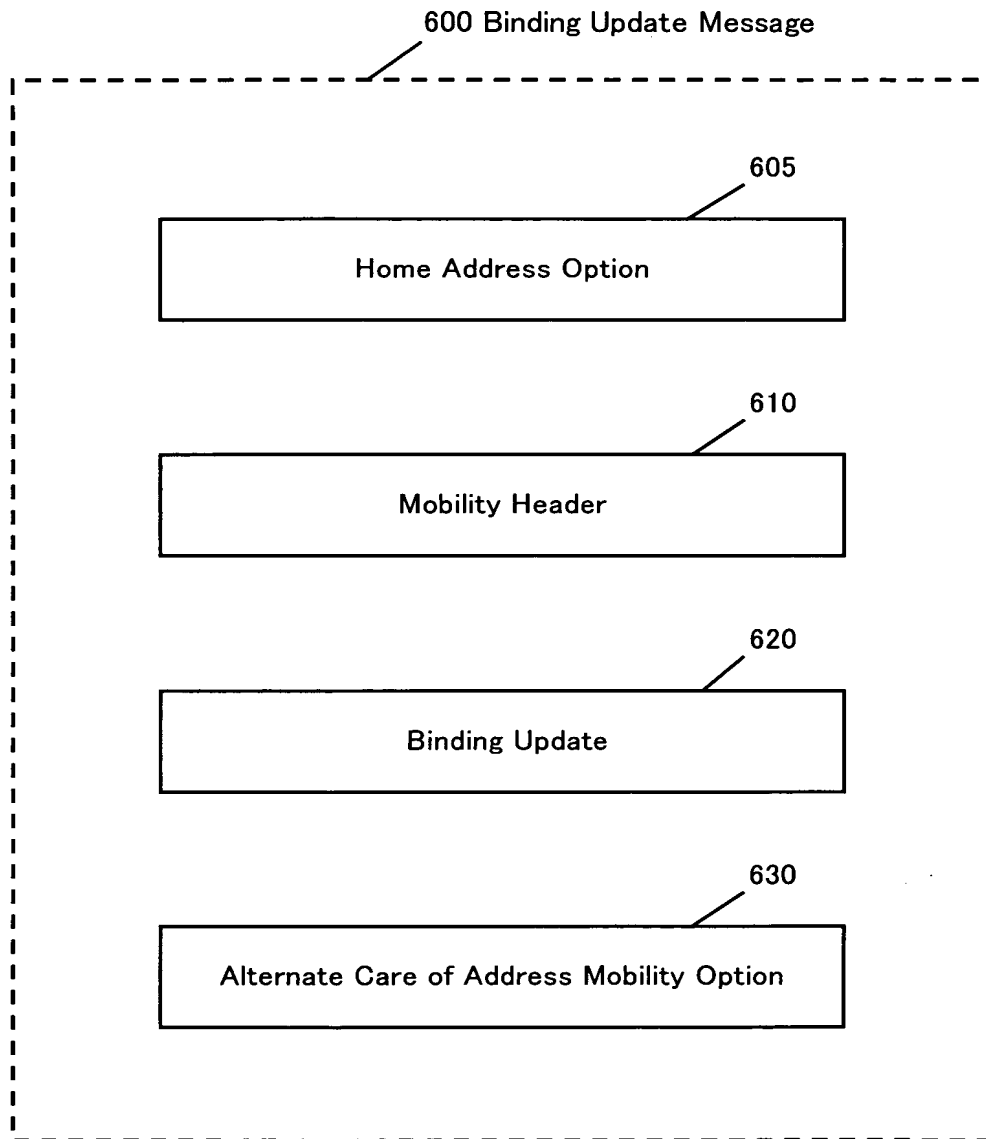 600 Binding Update Message
605
Home Address Option
610
Mobility Header
620
Binding Update
630
Alternate Care of Address Mobility Option